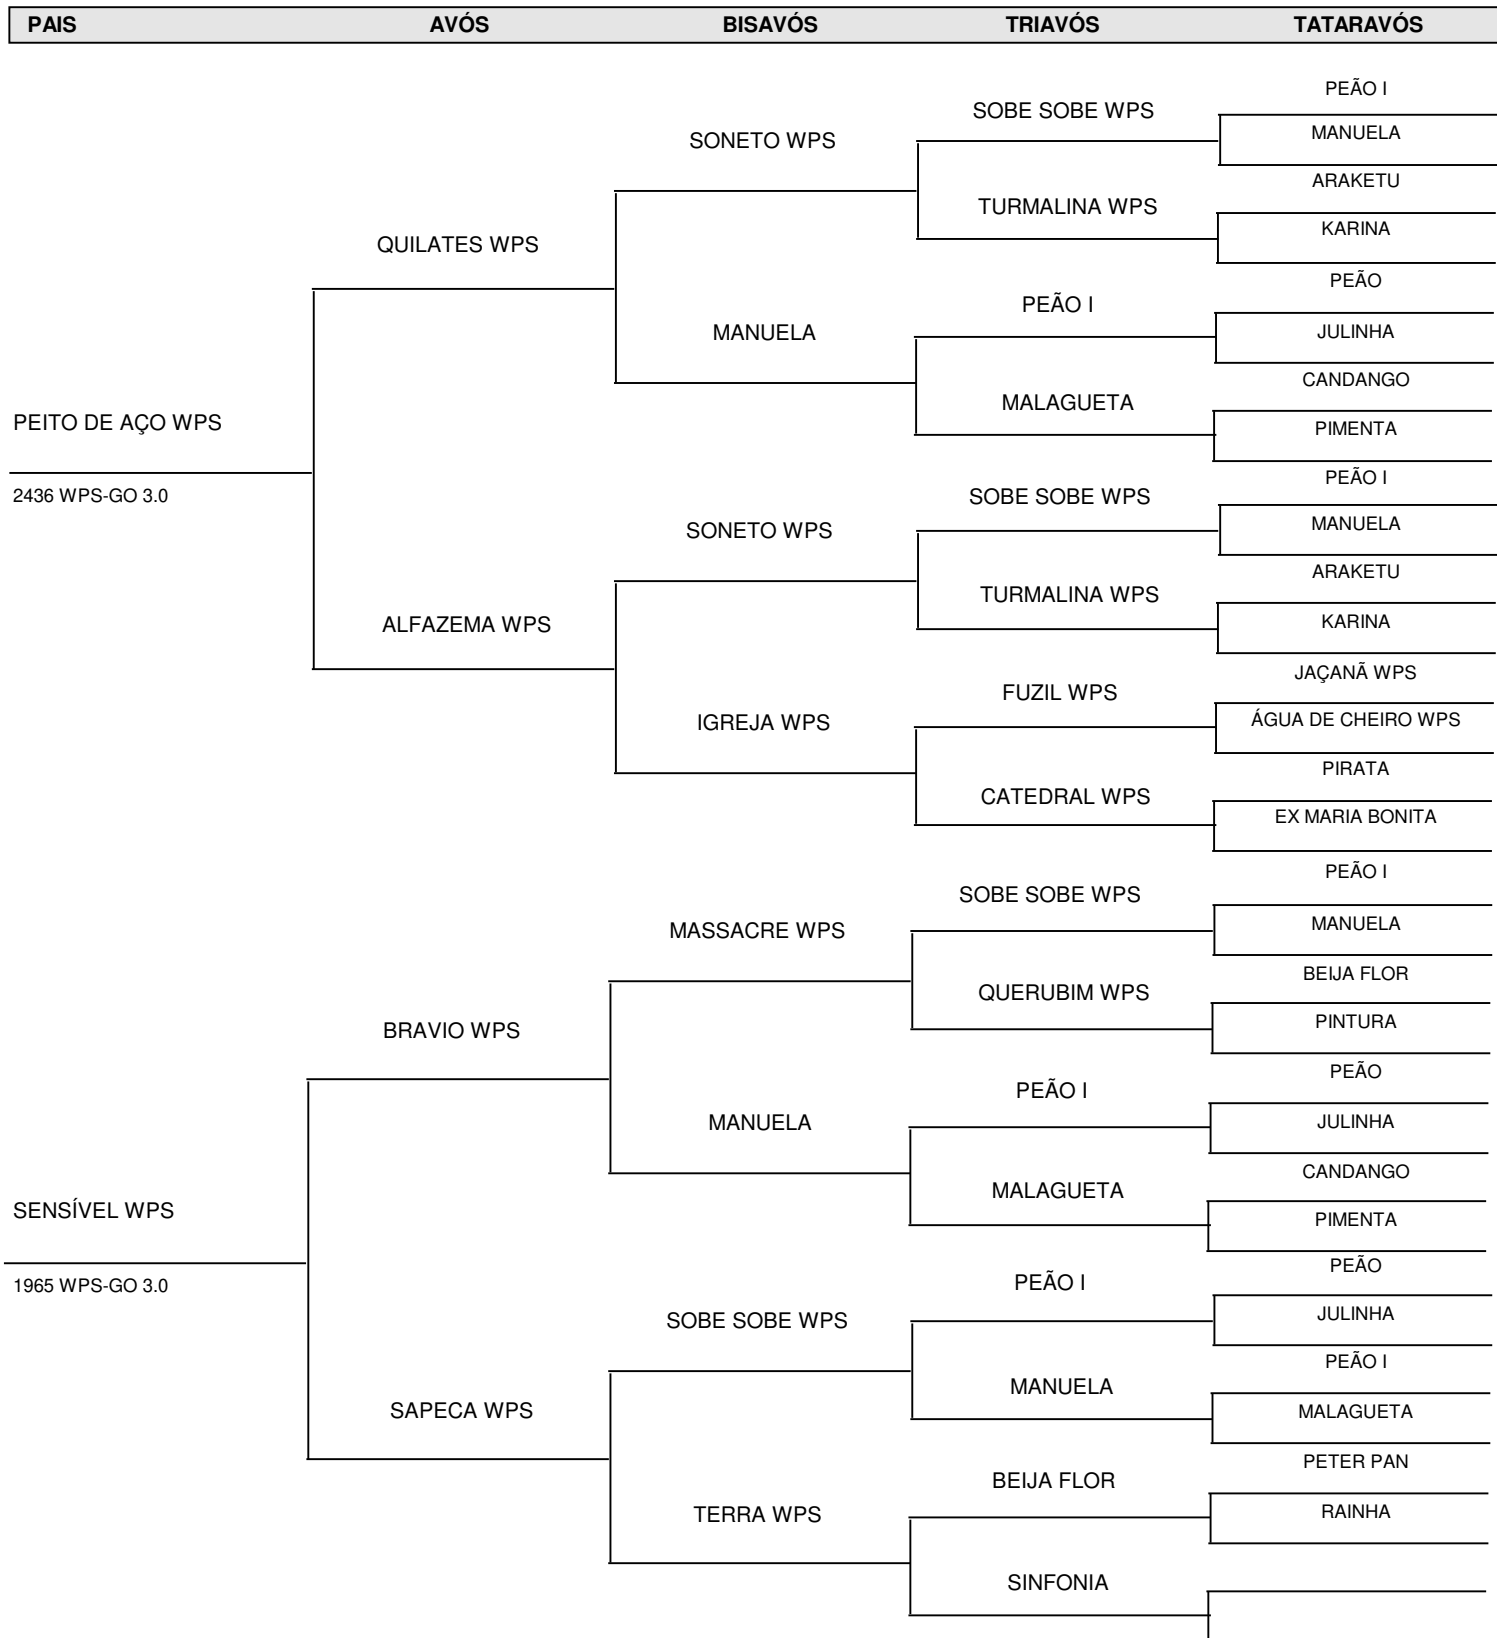 PAIS AVÓS BISAVÓS TRIAVÓS TATARAVÓS
PEÃO I
SOBE SOBE WPS
MANUELA
SONETO WPS
ARAKETU
TURMALINA WPS
KARINA
QUILATES WPS
PEÃO
PEÃO I
JULINHA
MANUELA
CANDANGO
MALAGUETA
PEITO DE AÇO WPS
PIMENTA
PEÃO I
2436 WPS-GO 3.0
SOBE SOBE WPS
MANUELA
SONETO WPS
ARAKETU
TURMALINA WPS
KARINA
ALFAZEMA WPS
JAÇANÃ WPS
FUZIL WPS
ÁGUA DE CHEIRO WPS
IGREJA WPS
PIRATA
CATEDRAL WPS
EX MARIA BONITA
PEÃO I
SOBE SOBE WPS
MANUELA
MASSACRE WPS
BEIJA FLOR
QUERUBIM WPS
PINTURA
BRAVIO WPS
PEÃO
PEÃO I
JULINHA
MANUELA
CANDANGO
MALAGUETA
SENSÍVEL WPS
PIMENTA
PEÃO
PEÃO I
1965 WPS-GO 3.0
JULINHA
SOBE SOBE WPS
PEÃO I
MANUELA
SAPECA WPS
MALAGUETA
PETER PAN
BEIJA FLOR
RAINHA
TERRA WPS
SINFONIA